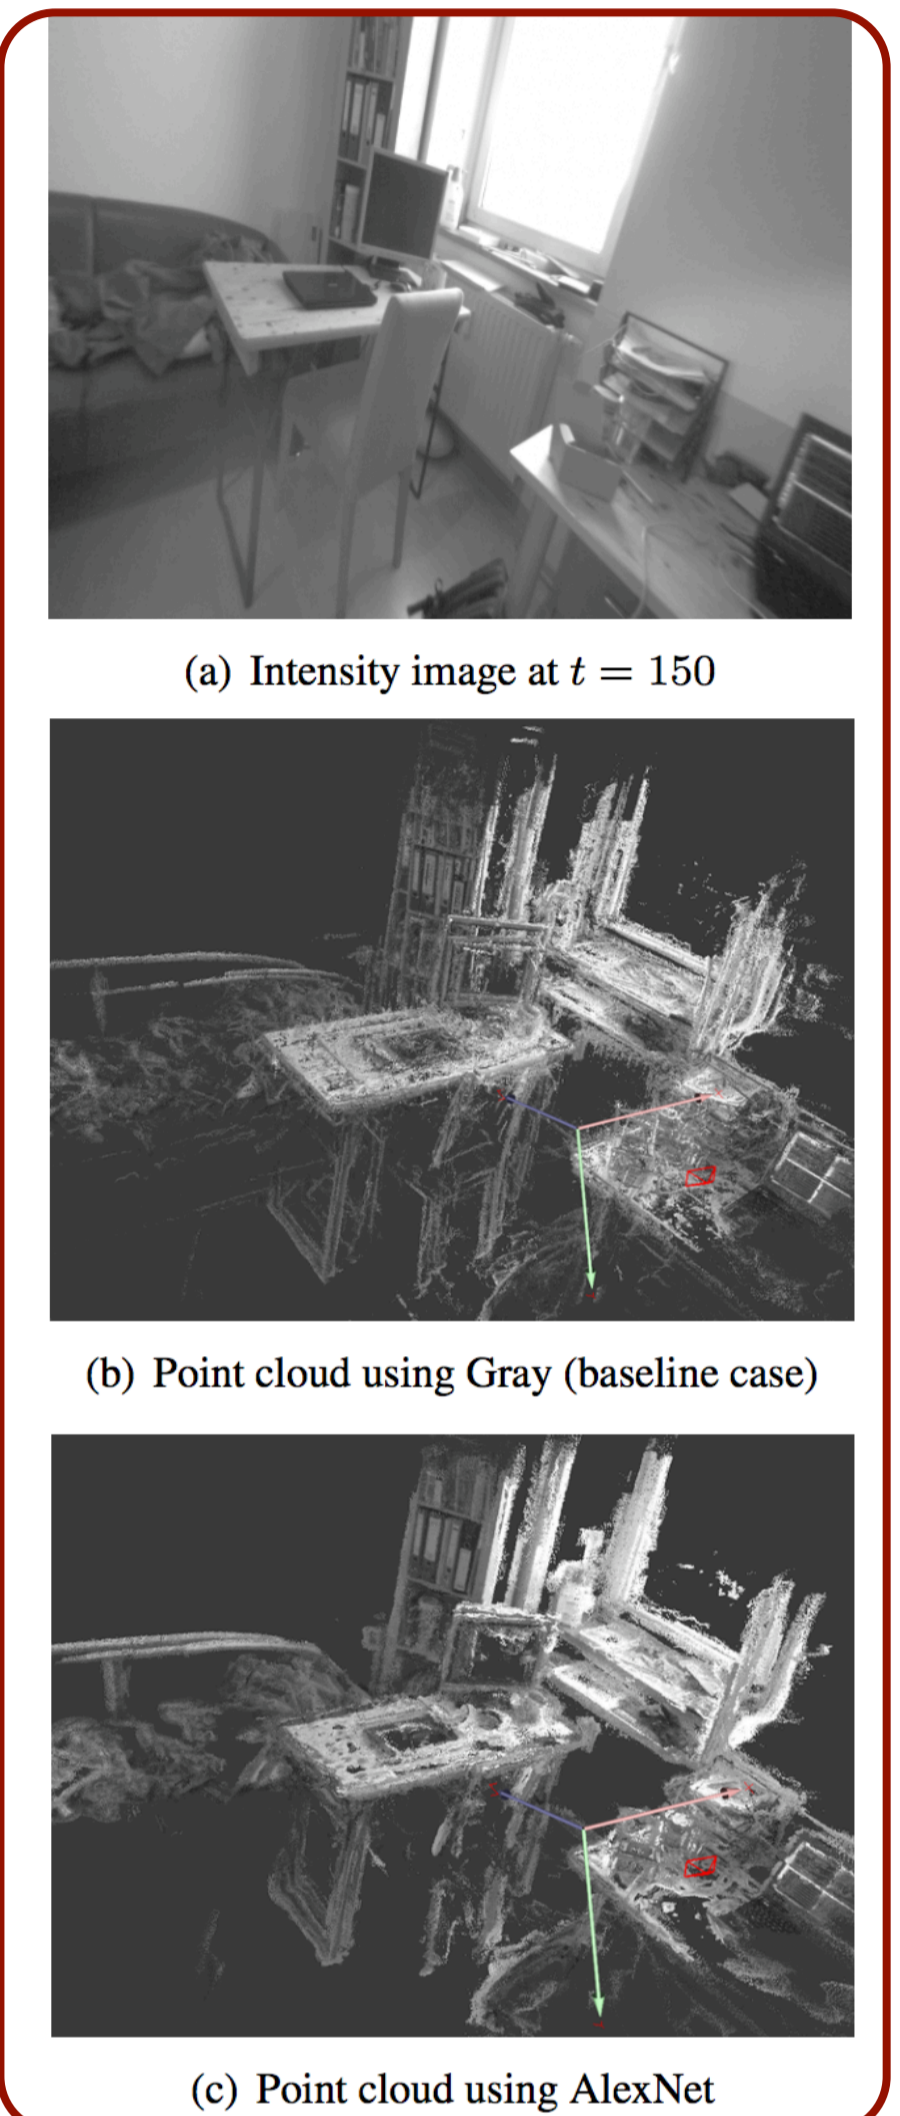 (a) Intensity image at t = 150
(b) Point cloud using Gray (baseline case)
(c) Point cloud using AlexNet